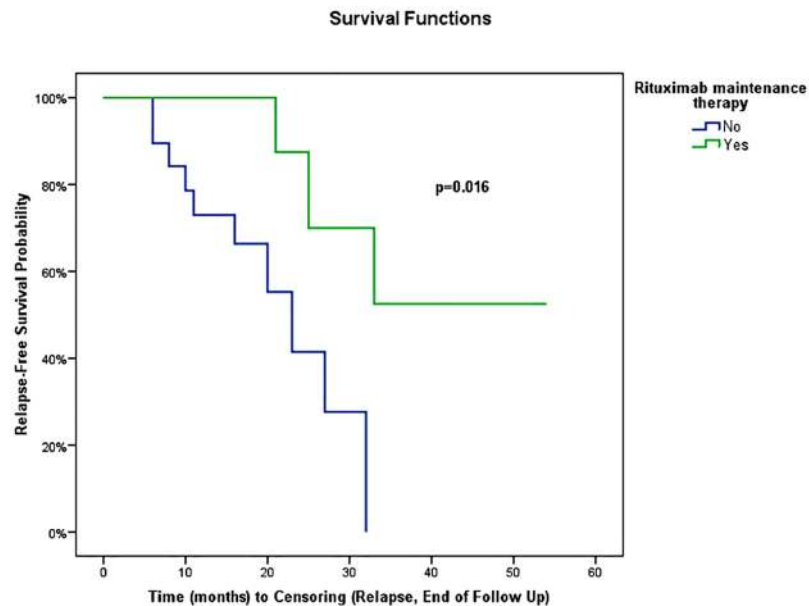 Survival Functions
Rituximab maintenance
therapy
No
Yes
p=0.016
Relapse-Free Survival Probability
100%
80%
60%
40%
20%
0%
0 10 20 30 40 50 60
Time (months) to Censoring (Relapse, End of Follow Up)